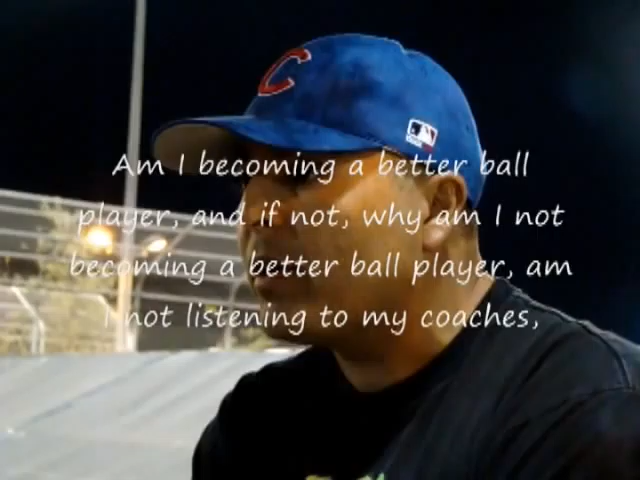 C
Am I becoming a better ball
player, and if not, why am I not
becoming a better ball player, am
I not listening to my coaches,